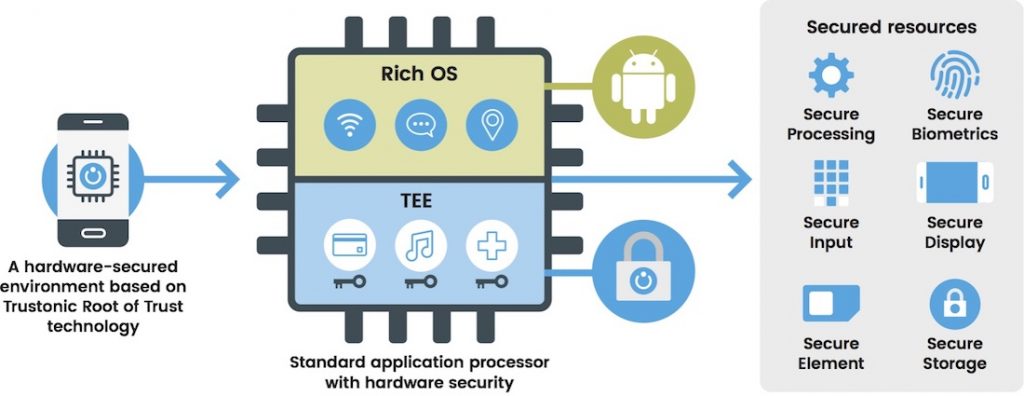 A hardware-secured
environment based on
Trustonic Root of Trust
technology
Rich OS
TEE
Standard application processor
with hardware security
Secured resources
Secure
Processing
Secure
Biometrics
Secure
Input
Secure
Display
Secure
Element
Secure
Storage